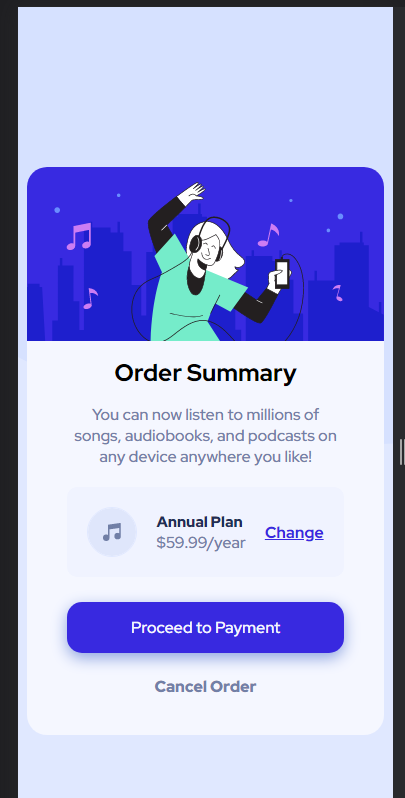 Order Summary
You can now listen to millions of
songs, audiobooks, and podcasts on
any device anywhere you like!
Annual Plan
$59.99/year
Change
Proceed to Payment
Cancel Order